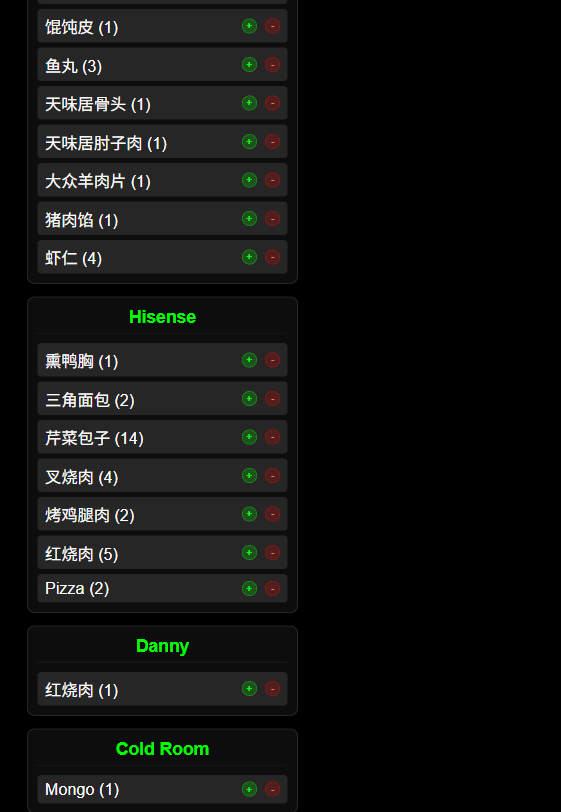 馄饨皮 (1) + -
鱼丸 (3) + -
天味居骨头 (1) + -
天味居肘子肉 (1) + -
大众羊肉片 (1) + -
猪肉馅 (1) + -
虾仁 (4) + -
Hisense
熏鸭胸 (1) + -
三角面包 (2) + -
芹菜包子 (14) + -
叉烧肉 (4) + -
烤鸡腿肉 (2) + -
红烧肉 (5) + -
Pizza (2) + -
Danny
红烧肉 (1) + -
Cold Room
Mongo (1) + -